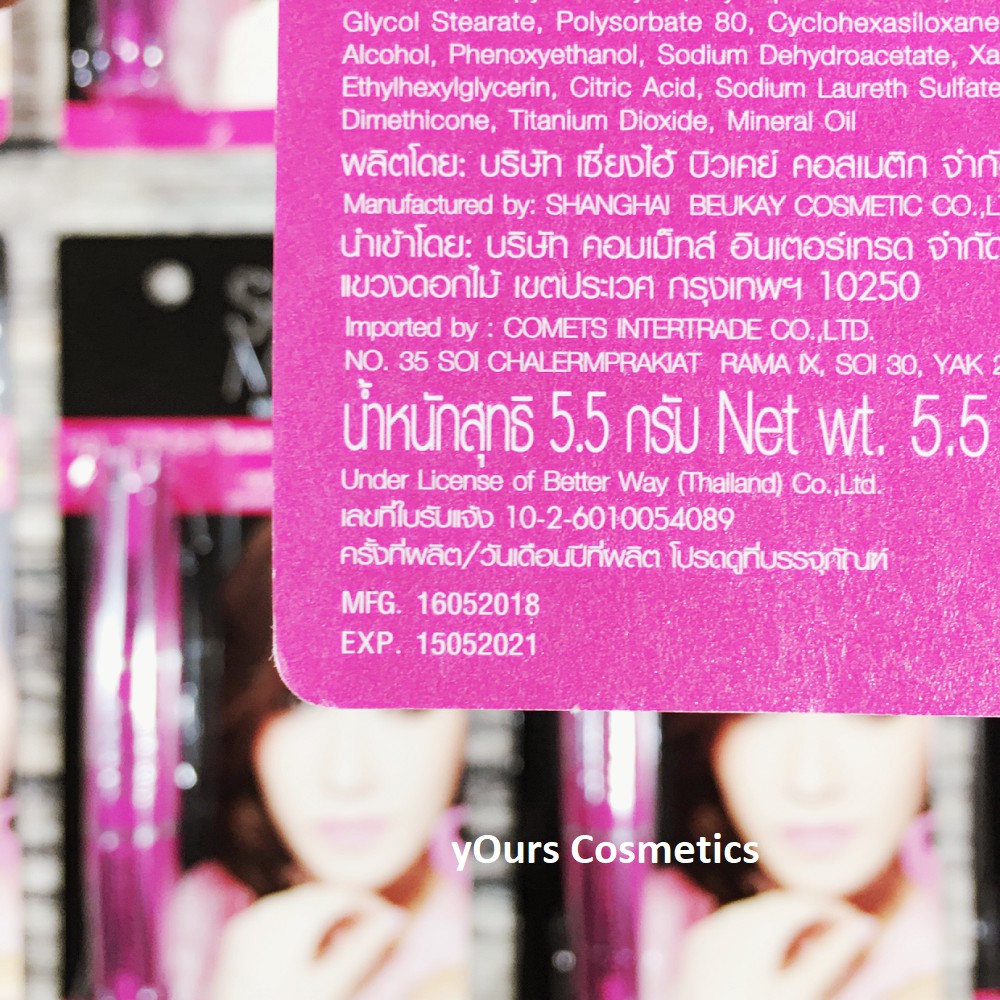 Glycol Stearate, Polysorbate 80, Cyclohexasiloxane
Alcohol, Phenoxyethanol, Sodium Dehydroacetate, Xa
Ethylhexylglycerin, Citric Acid, Sodium Laureth Sulfate
Dimethicone, Titanium Dioxide, Mineral Oil
ผลิตโดย: บริษัท เซี่ยงไฮ้ บิวเคย์ คอสเมติก จำกั
Manufactured by: SHANGHAI BEUKAY COSMETIC CO.,LT
นำเข้าโดย: บริษัท คอมเม็ทส์ อินเตอร์เทรด จำกัด
แขวงดอกไม้ เขตประเวศ กรุงเทพฯ 10250
Imported by : COMETS INTERTRADE CO.,LTD.
NO. 35 SOI CHALERMPRAKIAT RAMA IX, SOI 30, YAK 2
น้ำหนักสุทธิ 5.5 กรัม Net wt. 5.5
Under License of Better Way (Thailand) Co.,Ltd.
เลขที่ใบรับแจ้ง 10-2-6010054089
ครั้งที่ผลิต/วันเดือนปีที่ผลิต โปรดดูที่บรรจุภัณฑ์
MFG. 16052018
EXP. 15052021
yOurs Cosmetics